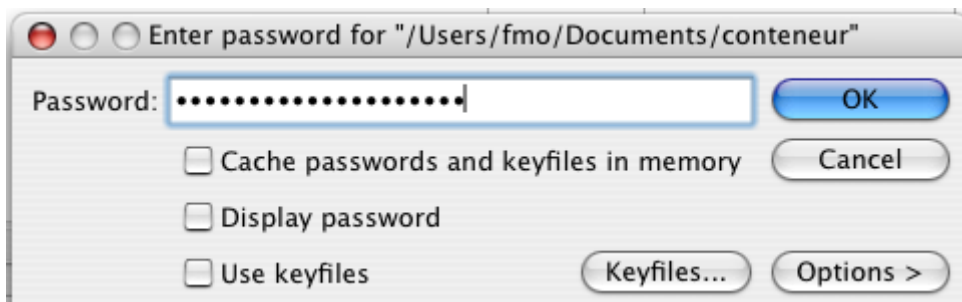 Enter password for "/Users/fmo/Documents/conteneur"
Password: •••••••••••••••••••• OK
Cache passwords and keyfiles in memory Cancel
Display password
Use keyfiles Keyfiles... Options >